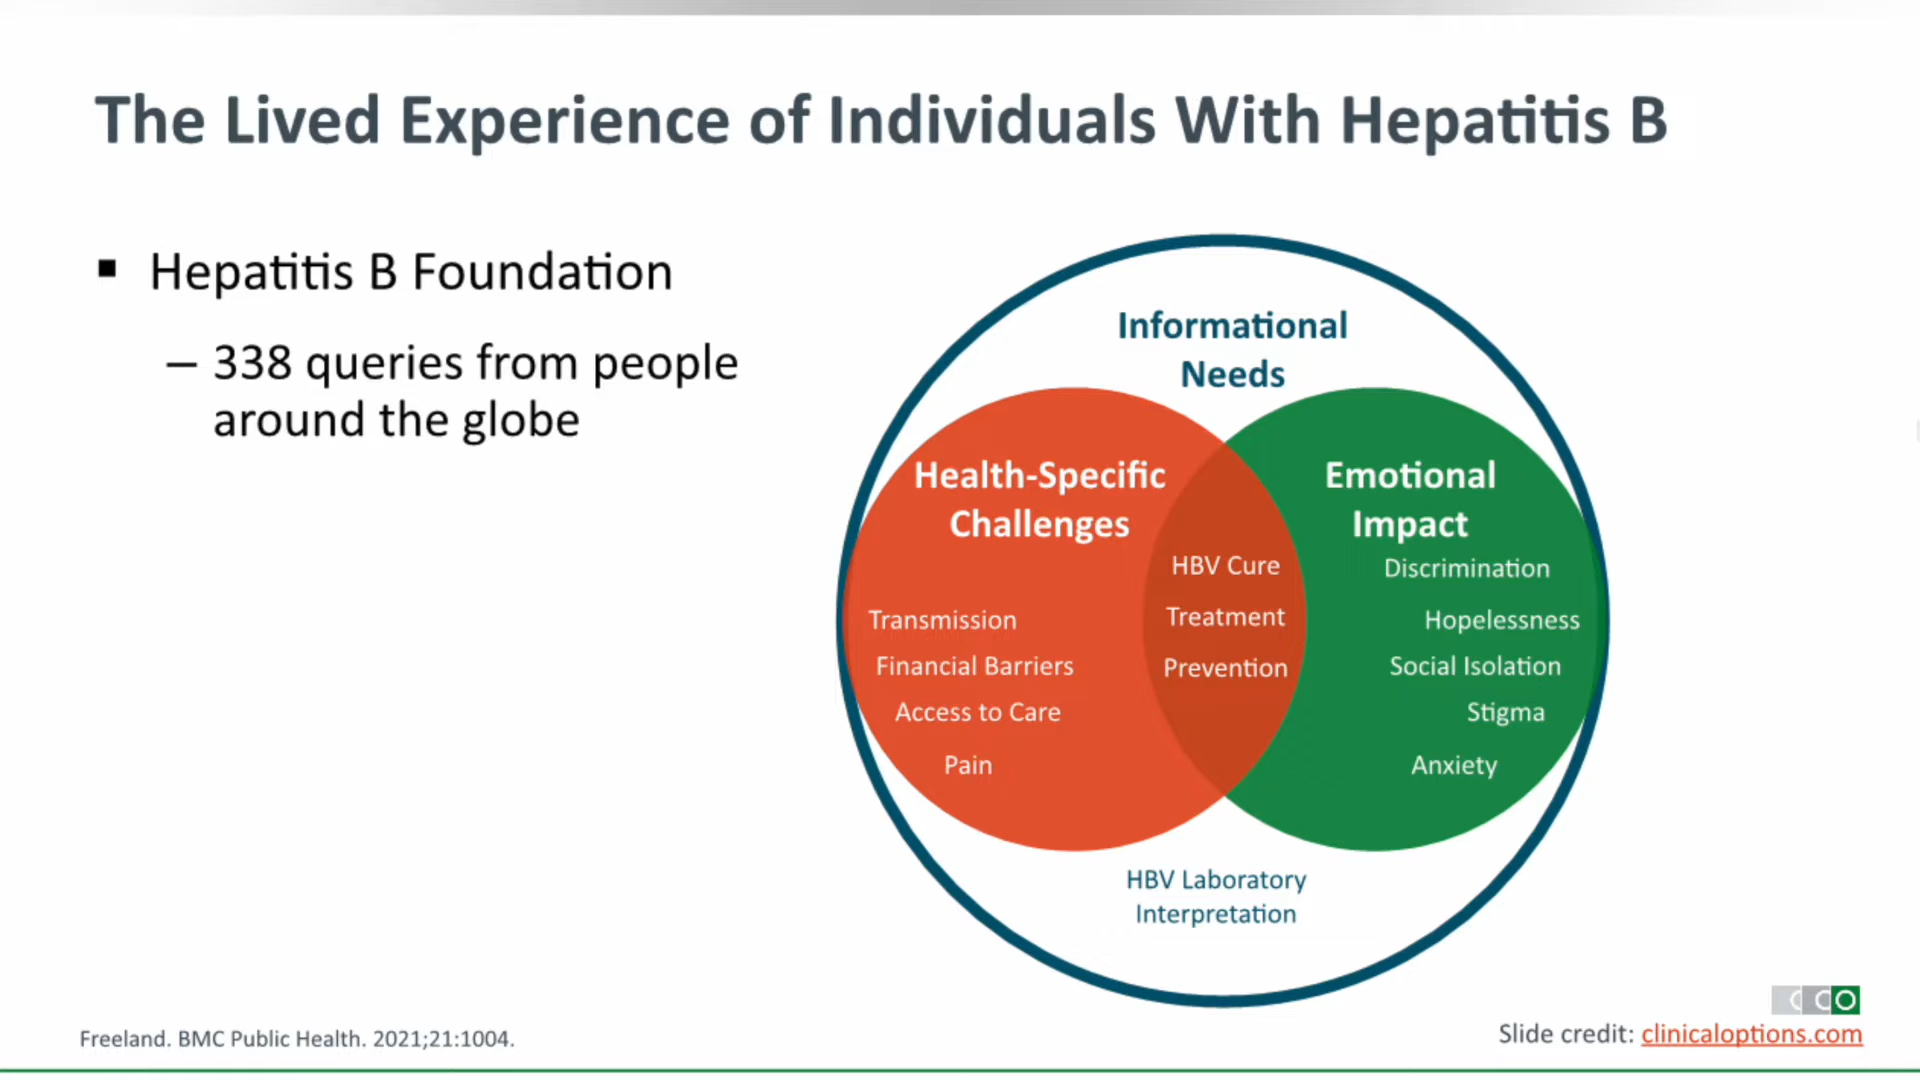 The Lived Experience of Individuals With Hepatitis B
▪ Hepatitis B Foundation
– 338 queries from people
around the globe
Informational
Needs
Health-Specific
Challenges
Transmission
Financial Barriers
Access to Care
Pain
HBV Cure
Treatment
Prevention
Emotional
Impact
Discrimination
Hopelessness
Social Isolation
Stigma
Anxiety
HBV Laboratory
Interpretation
Freeland. BMC Public Health. 2021;21:1004.
CCO
Slide credit: clinicaloptions.com